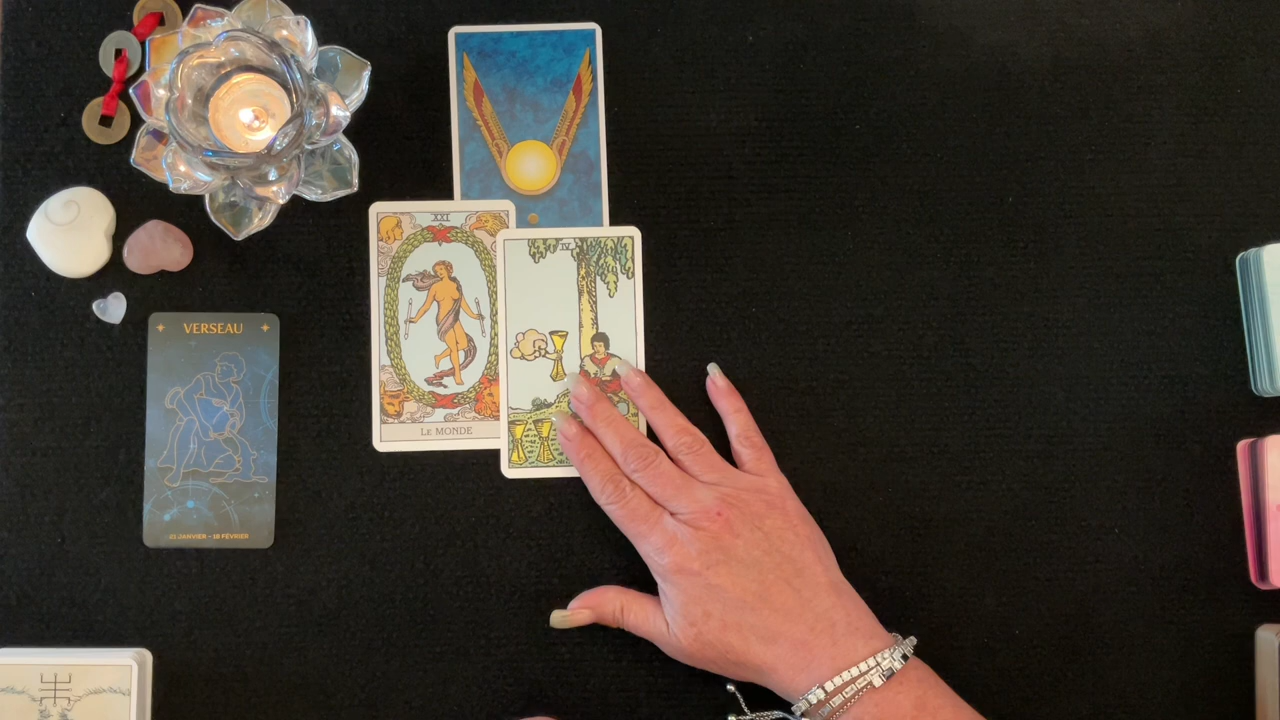 XXI
IV
LE MONDE
VERSEAU
21 JANVIER - 18 FÉVRIER